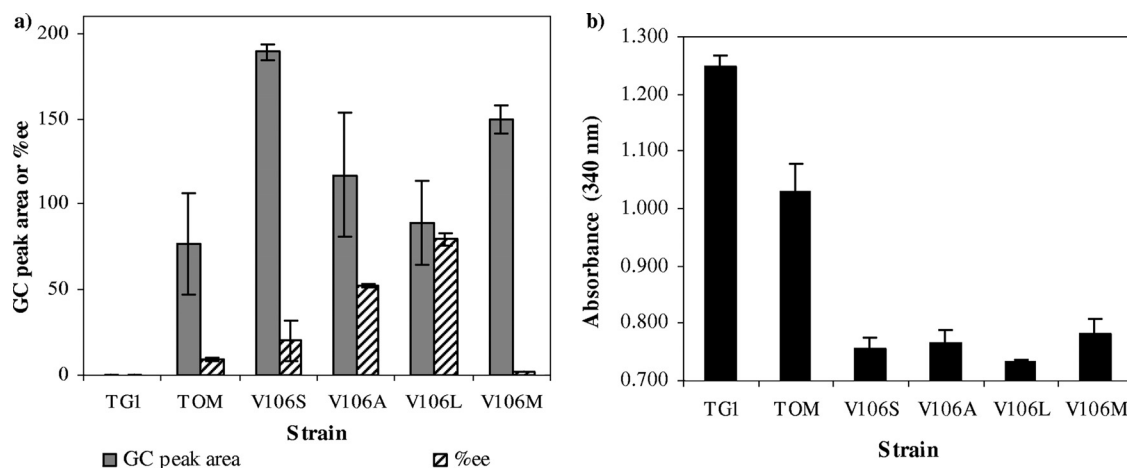 a)
GC peak area or %ee
200
150
100
50
0
TG1 TOM V106S V106A V106L V106M
Strain
GC peak area %ee
b)
Absorbance (340 nm)
1.300
1.200
1.100
1.000
0.900
0.800
0.700
TG1 TOM V106S V106A V106L V106M
Strain